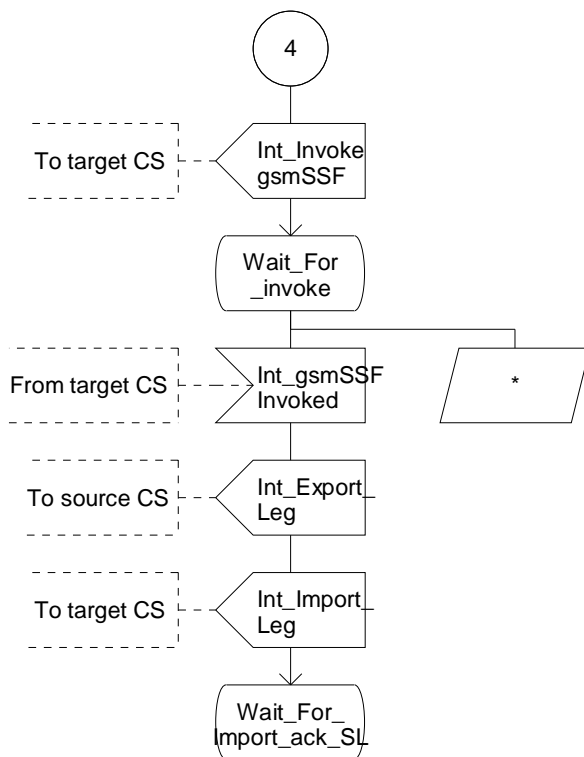 4
To target CS
Int_Invoke
gsmSSF
Wait_For
_invoke
From target CS
Int_gsmSSF
Invoked
*
To source CS
Int_Export_
Leg
To target CS
Int_Import_
Leg
Wait_For_
Import_ack_SL